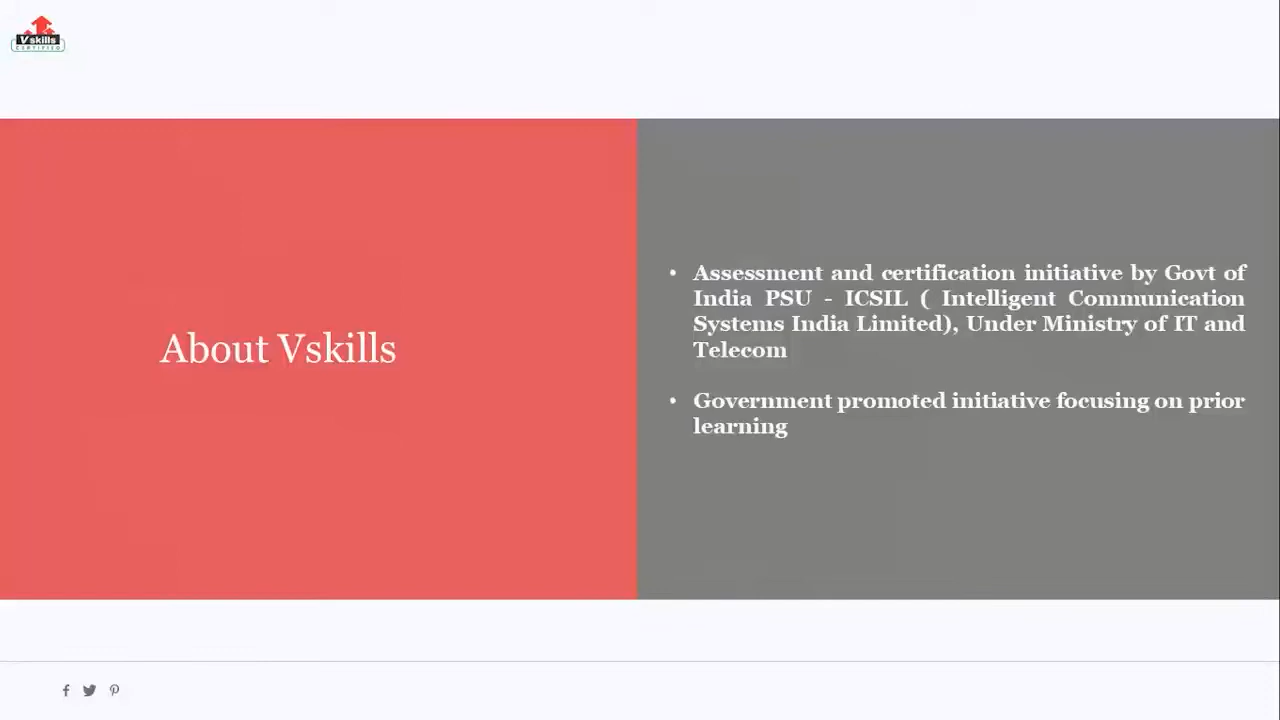 Vskills
CERTIFIED
About Vskills
• Assessment and certification initiative by Govt of
India PSU - ICSIL ( Intelligent Communication
Systems India Limited), Under Ministry of IT and
Telecom
• Government promoted initiative focusing on prior
learning